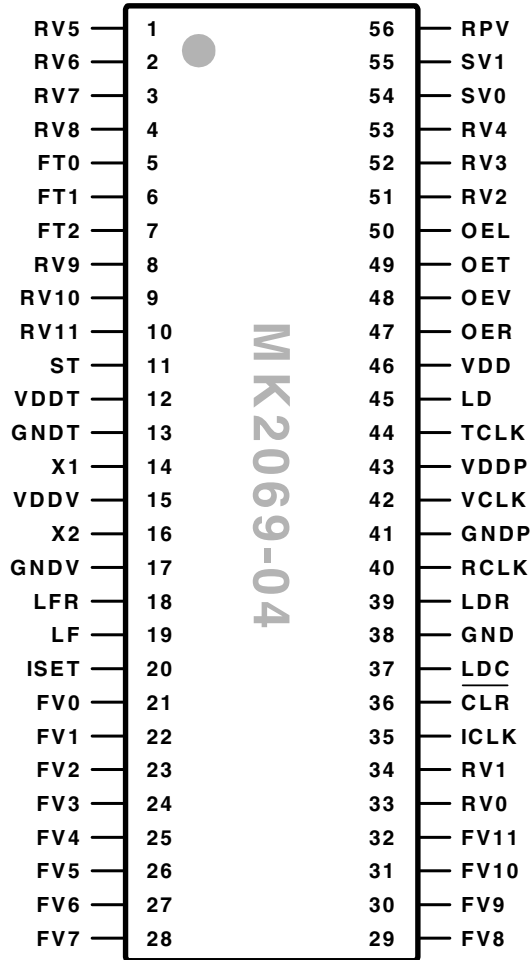 RV5 1 56 RPV
RV6 2 55 SV1
RV7 3 54 SV0
RV8 4 53 RV4
FT0 5 52 RV3
FT1 6 51 RV2
FT2 7 50 OEL
RV9 8 49 OET
RV10 9 48 OEV
RV11 10 47 OER
ST 11 46 VDD
VDDT 12 45 LD
GNDT 13 44 TCLK
X1 14 43 VDDP
VDDV 15 42 VCLK
X2 16 41 GNDP
GNDV 17 40 RCLK
LFR 18 39 LDR
LF 19 38 GND
ISET 20 37 LDC
FV0 21 36 CLR
FV1 22 35 ICLK
FV2 23 34 RV1
FV3 24 33 RV0
FV4 25 32 FV11
FV5 26 31 FV10
FV6 27 30 FV9
FV7 28 29 FV8
MK2069-04